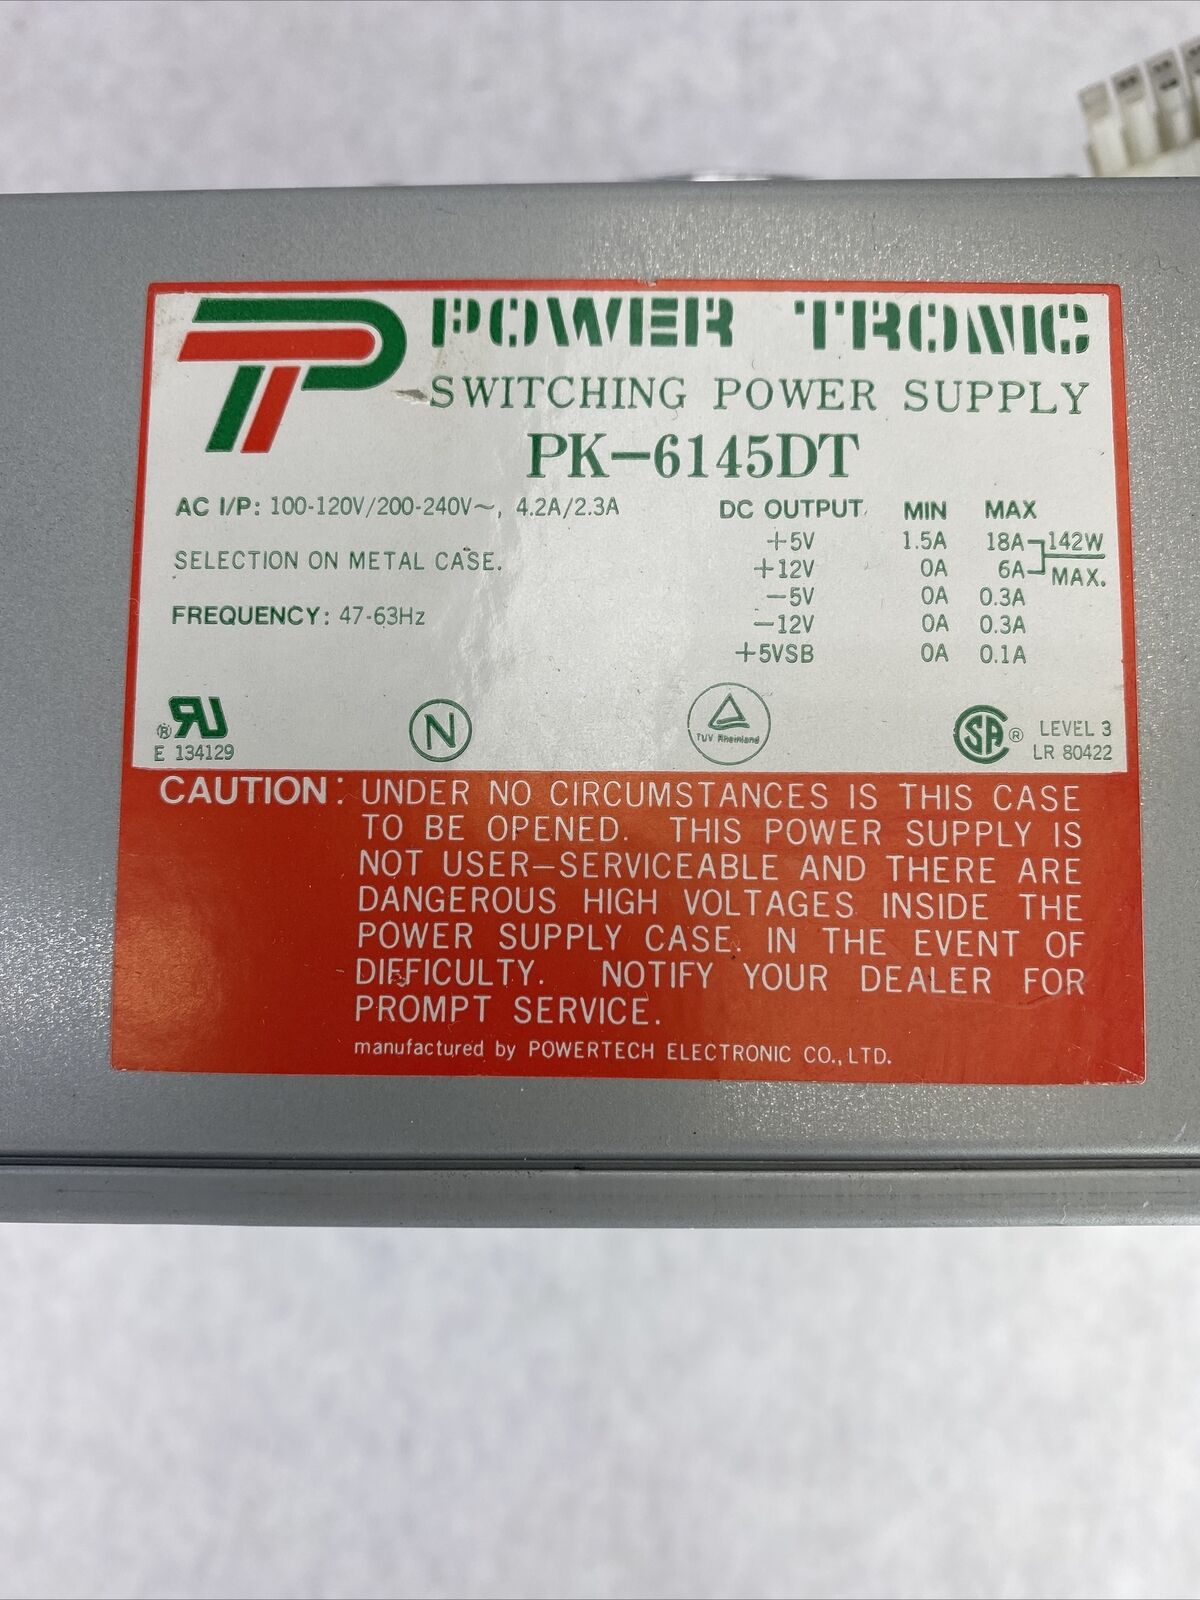 POWER TRONIC
SWITCHING POWER SUPPLY
PK-6145DT
AC I/P: 100-120V/200-240V~, 4.2A/2.3A
SELECTION ON METAL CASE.
FREQUENCY: 47-63Hz
DC OUTPUT MIN MAX
+5V 1.5A 18A 142W
+12V 0A 6A MAX.
-5V 0A 0.3A
-12V 0A 0.3A
+5VSB 0A 0.1A
® RU
E 134129
N
TUV Rheinland
SA ® LEVEL 3
LR 80422
CAUTION: UNDER NO CIRCUMSTANCES IS THIS CASE
TO BE OPENED. THIS POWER SUPPLY IS
NOT USER-SERVICEABLE AND THERE ARE
DANGEROUS HIGH VOLTAGES INSIDE THE
POWER SUPPLY CASE. IN THE EVENT OF
DIFFICULTY. NOTIFY YOUR DEALER FOR
PROMPT SERVICE.
manufactured by POWERTECH ELECTRONIC CO., LTD.